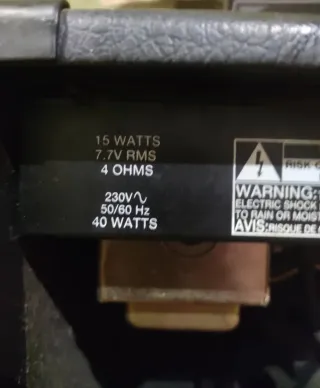 15 WATTS
7.7V RMS
4 OHMS
230V∿
50/60 Hz
40 WATTS
RISK O
WARNING:
ELECTRIC SHOCK
TO RAIN OR MOIST
AVIS: RISQUE DE